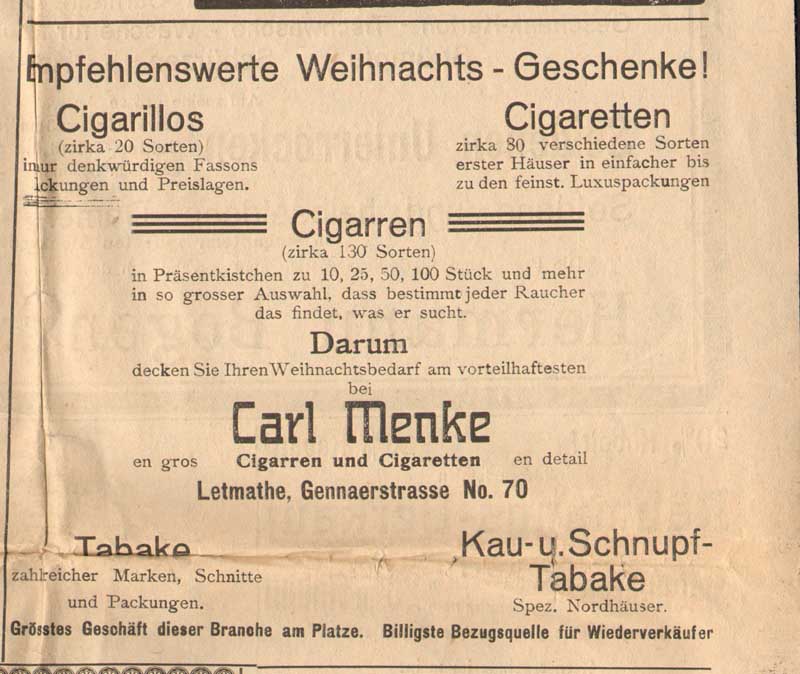 Empfehlenswerte Weihnachts - Geschenke!
Cigarillos
(zirka 20 Sorten)
in nur denkwürdigen Fassons
ckungen und Preislagen.
Cigaretten
zirka 80 verschiedene Sorten
erster Häuser in einfacher bis
zu den feinst. Luxuspackungen
Cigarren
(zirka 130 Sorten)
in Präsentkistchen zu 10, 25, 50, 100 Stück und mehr
in so grosser Auswahl, dass bestimmt jeder Raucher
das findet, was er sucht.
Darum
decken Sie Ihren Weihnachtsbedarf am vorteilhaftesten
bei
Carl Menke
en gros Cigarren und Cigaretten en detail
Letmathe, Gennaerstrasse No. 70
Tabake
zahlreicher Marken, Schnitte
und Packungen.
Kau- u. Schnupf-
Tabake
Spez. Nordhäuser.
Grösstes Geschäft dieser Branche am Platze. Billigste Bezugsquelle für Wiederverkäufer